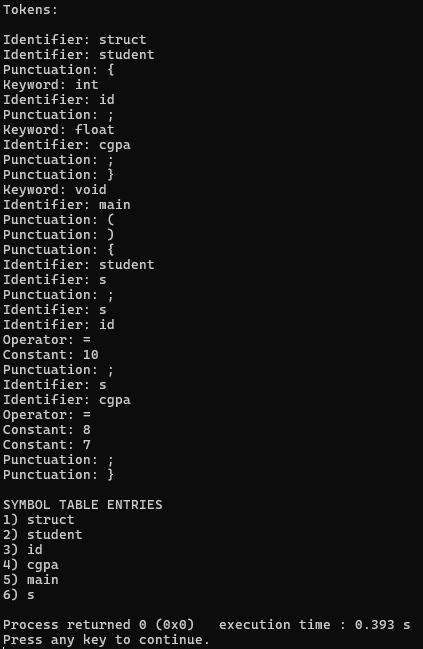 Tokens:
Identifier: struct
Identifier: student
Punctuation: {
Keyword: int
Identifier: id
Punctuation: ;
Keyword: float
Identifier: cgpa
Punctuation: ;
Punctuation: }
Keyword: void
Identifier: main
Punctuation: (
Punctuation: )
Punctuation: {
Identifier: student
Identifier: s
Punctuation: ;
Identifier: s
Identifier: id
Operator: =
Constant: 10
Punctuation: ;
Identifier: s
Identifier: cgpa
Operator: =
Constant: 8
Constant: 7
Punctuation: ;
Punctuation: }
SYMBOL TABLE ENTRIES
1) struct
2) student
3) id
4) cgpa
5) main
6) s
Process returned 0 (0x0)   execution time : 0.393 s
Press any key to continue.